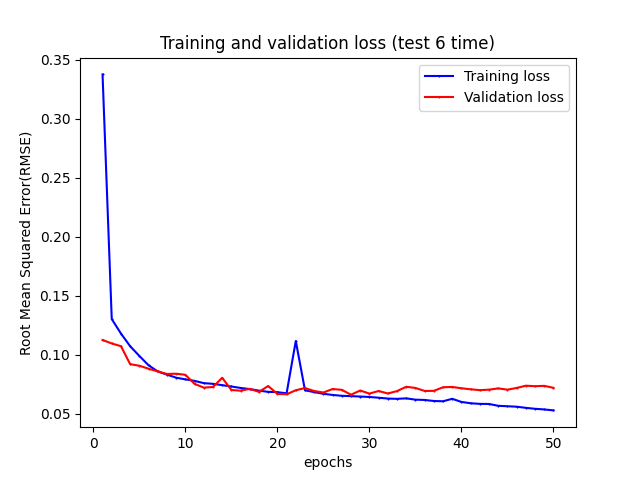 Training and validation loss (test 6 time)
Training loss
Validation loss
Root Mean Squared Error(RMSE)
0.35
0.30
0.25
0.20
0.15
0.10
0.05
0 10 20 30 40 50
epochs